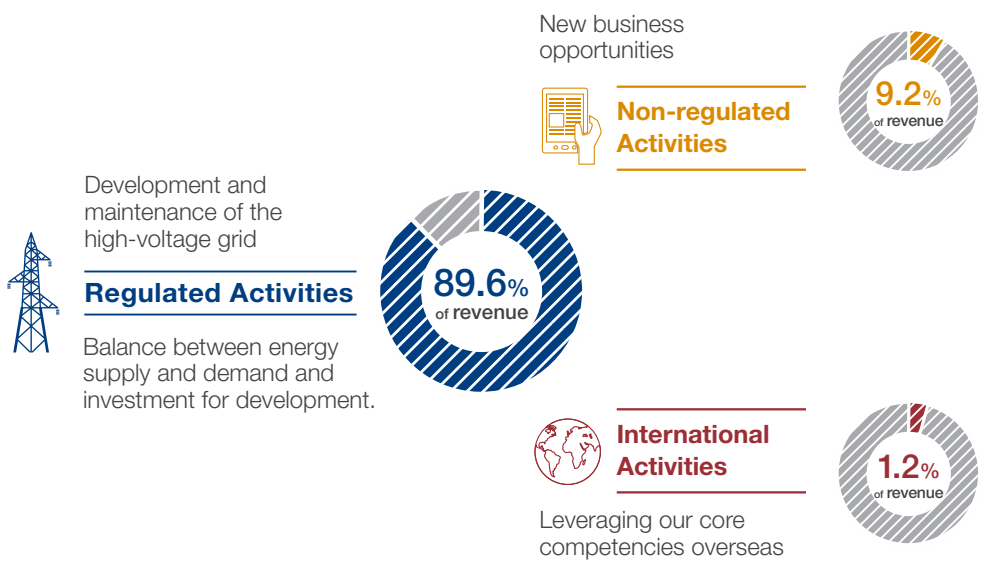 New business
opportunities
Non-regulated
Activities
9.2%
of revenue
Development and
maintenance of the
high-voltage grid
Regulated Activities
Balance between energy
supply and demand and
investment for development.
89.6%
of revenue
International
Activities
Leveraging our core
competencies overseas
1.2%
of revenue